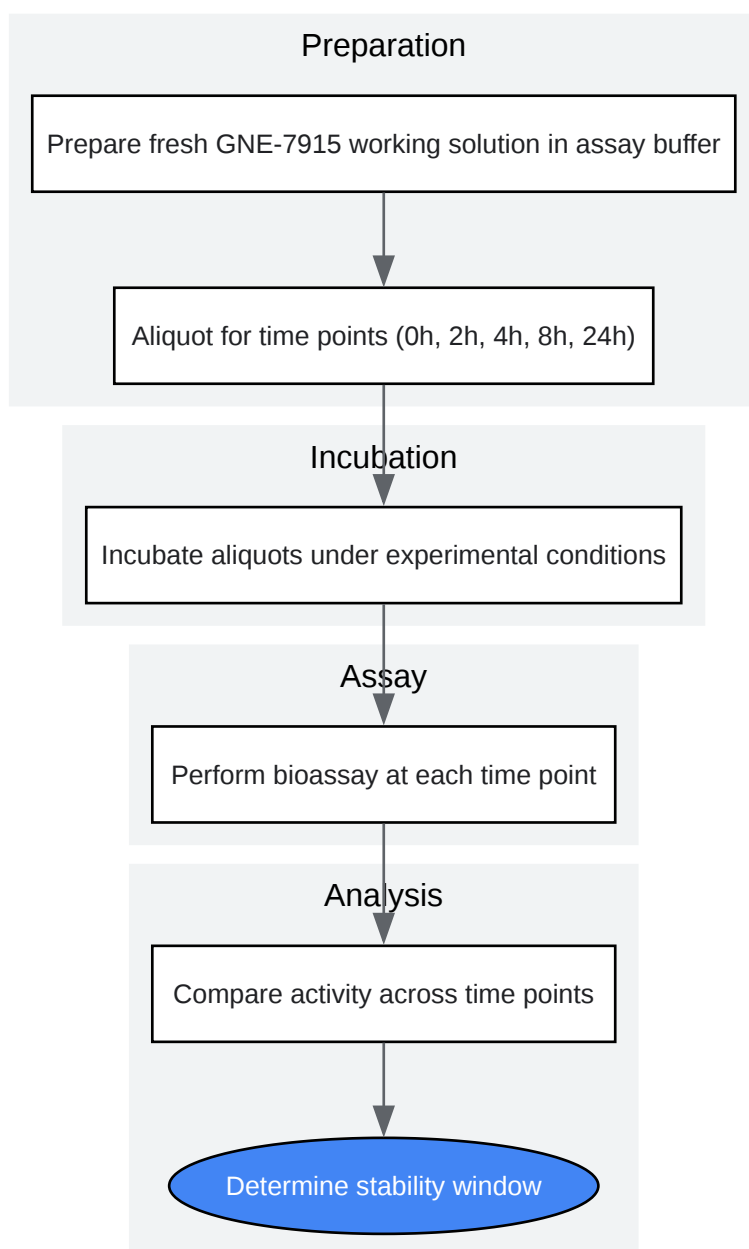 Preparation
Prepare fresh GNE-7915 working solution in assay buffer
Aliquot for time points (0h, 2h, 4h, 8h, 24h)
Incubation
Incubate aliquots under experimental conditions
Assay
Perform bioassay at each time point
Analysis
Compare activity across time points
Determine stability window